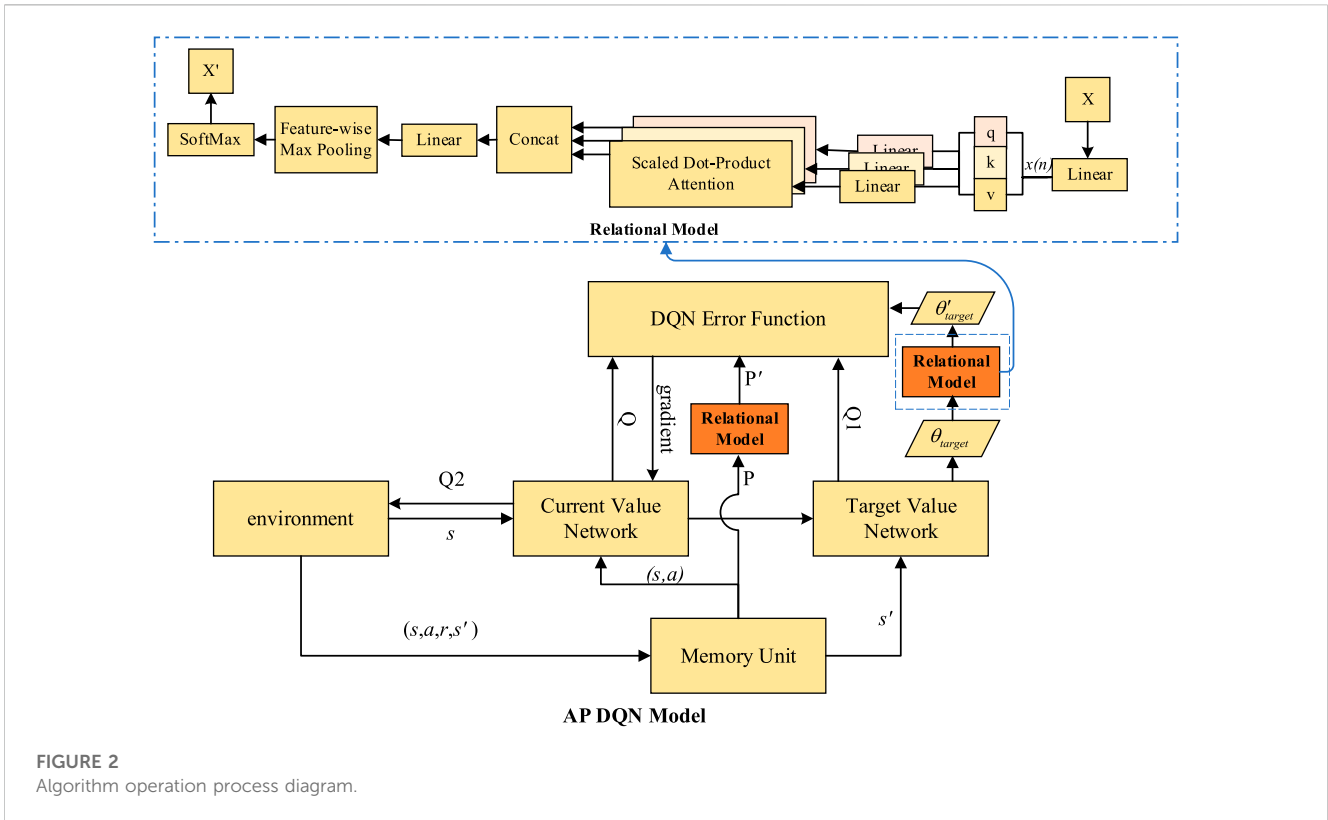 X'
SoftMax
Feature-wise
Max Pooling
Linear
Concat
Scaled Dot-Product
Attention
Linear
Linear
Linear
q
k
v
x(n)
X
Linear
Relational Model
DQN Error Function
θ'target
Relational
Model
θtarget
Q
gradient
P'
Relational
Model
P
Q1
environment
Q2
s
Current Value
Network
Target Value
Network
(s,a)
(s,a,r,s')
s'
Memory Unit
AP DQN Model
FIGURE 2
Algorithm operation process diagram.